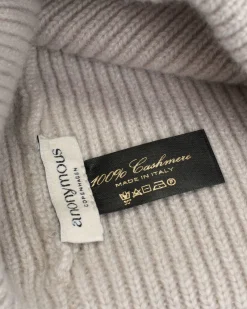 anonymous
COPENHAGEN
100% Cashmere
MADE IN ITALY